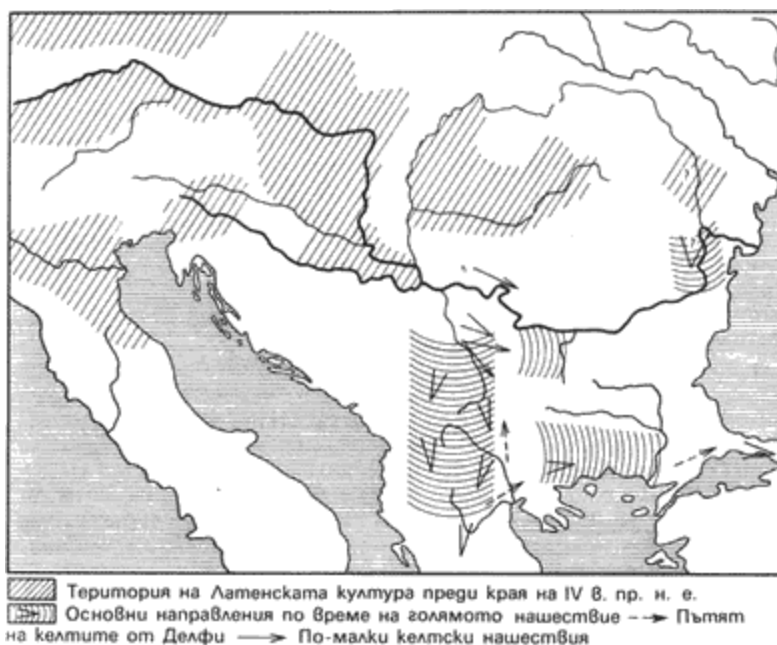 Територия на Латенската култура преди края на IV в. пр. н. е.
Основни направления по време на голямото нашествие --→ Пътят
на келтите от Делфи → По-малки келтски нашествия